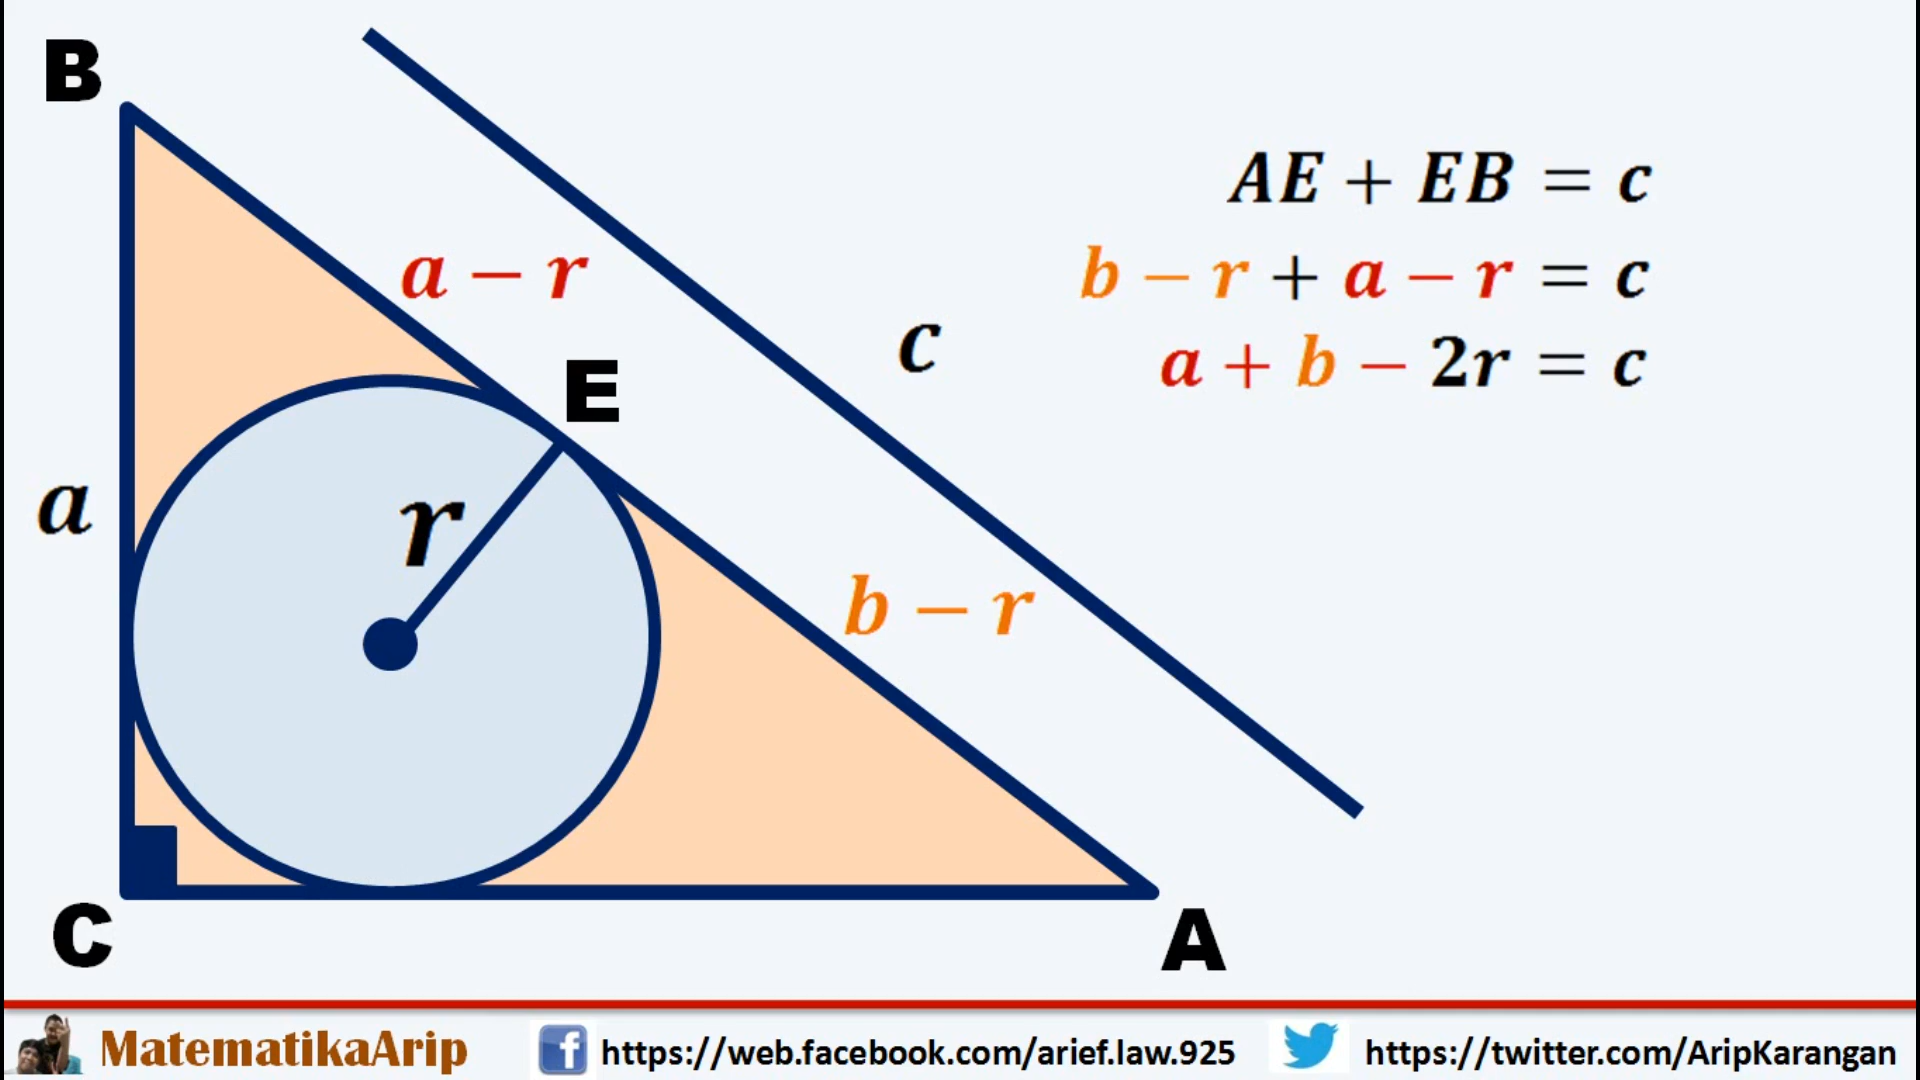 B
AE + EB = c
a − r
b − r + a − r = c
c
a + b − 2r = c
E
a
r
b − r
C
A
MatematikaArip
https://web.facebook.com/arief.law.925
https://twitter.com/AripKarangan